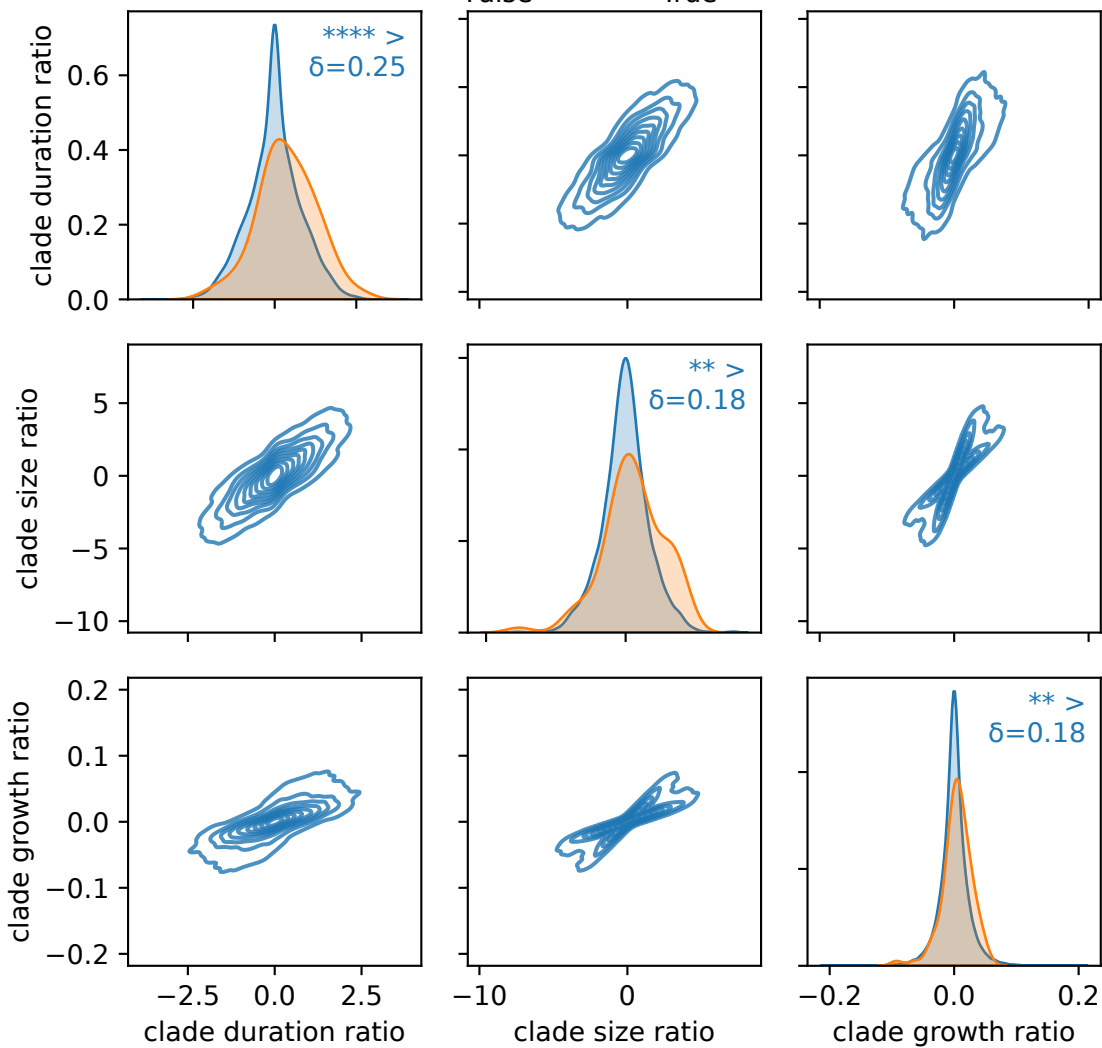 True
clade duration ratio
0.6
0.4
0.2
0.0
**** >
δ=0.25
clade size ratio
5
0
−5
−10
** >
δ=0.18
clade growth ratio
0.2
0.1
0.0
−0.1
−0.2
** >
δ=0.18
−2.5
0.0
2.5
−10
0
−0.2
0.0
0.2
clade duration ratio
clade size ratio
clade growth ratio